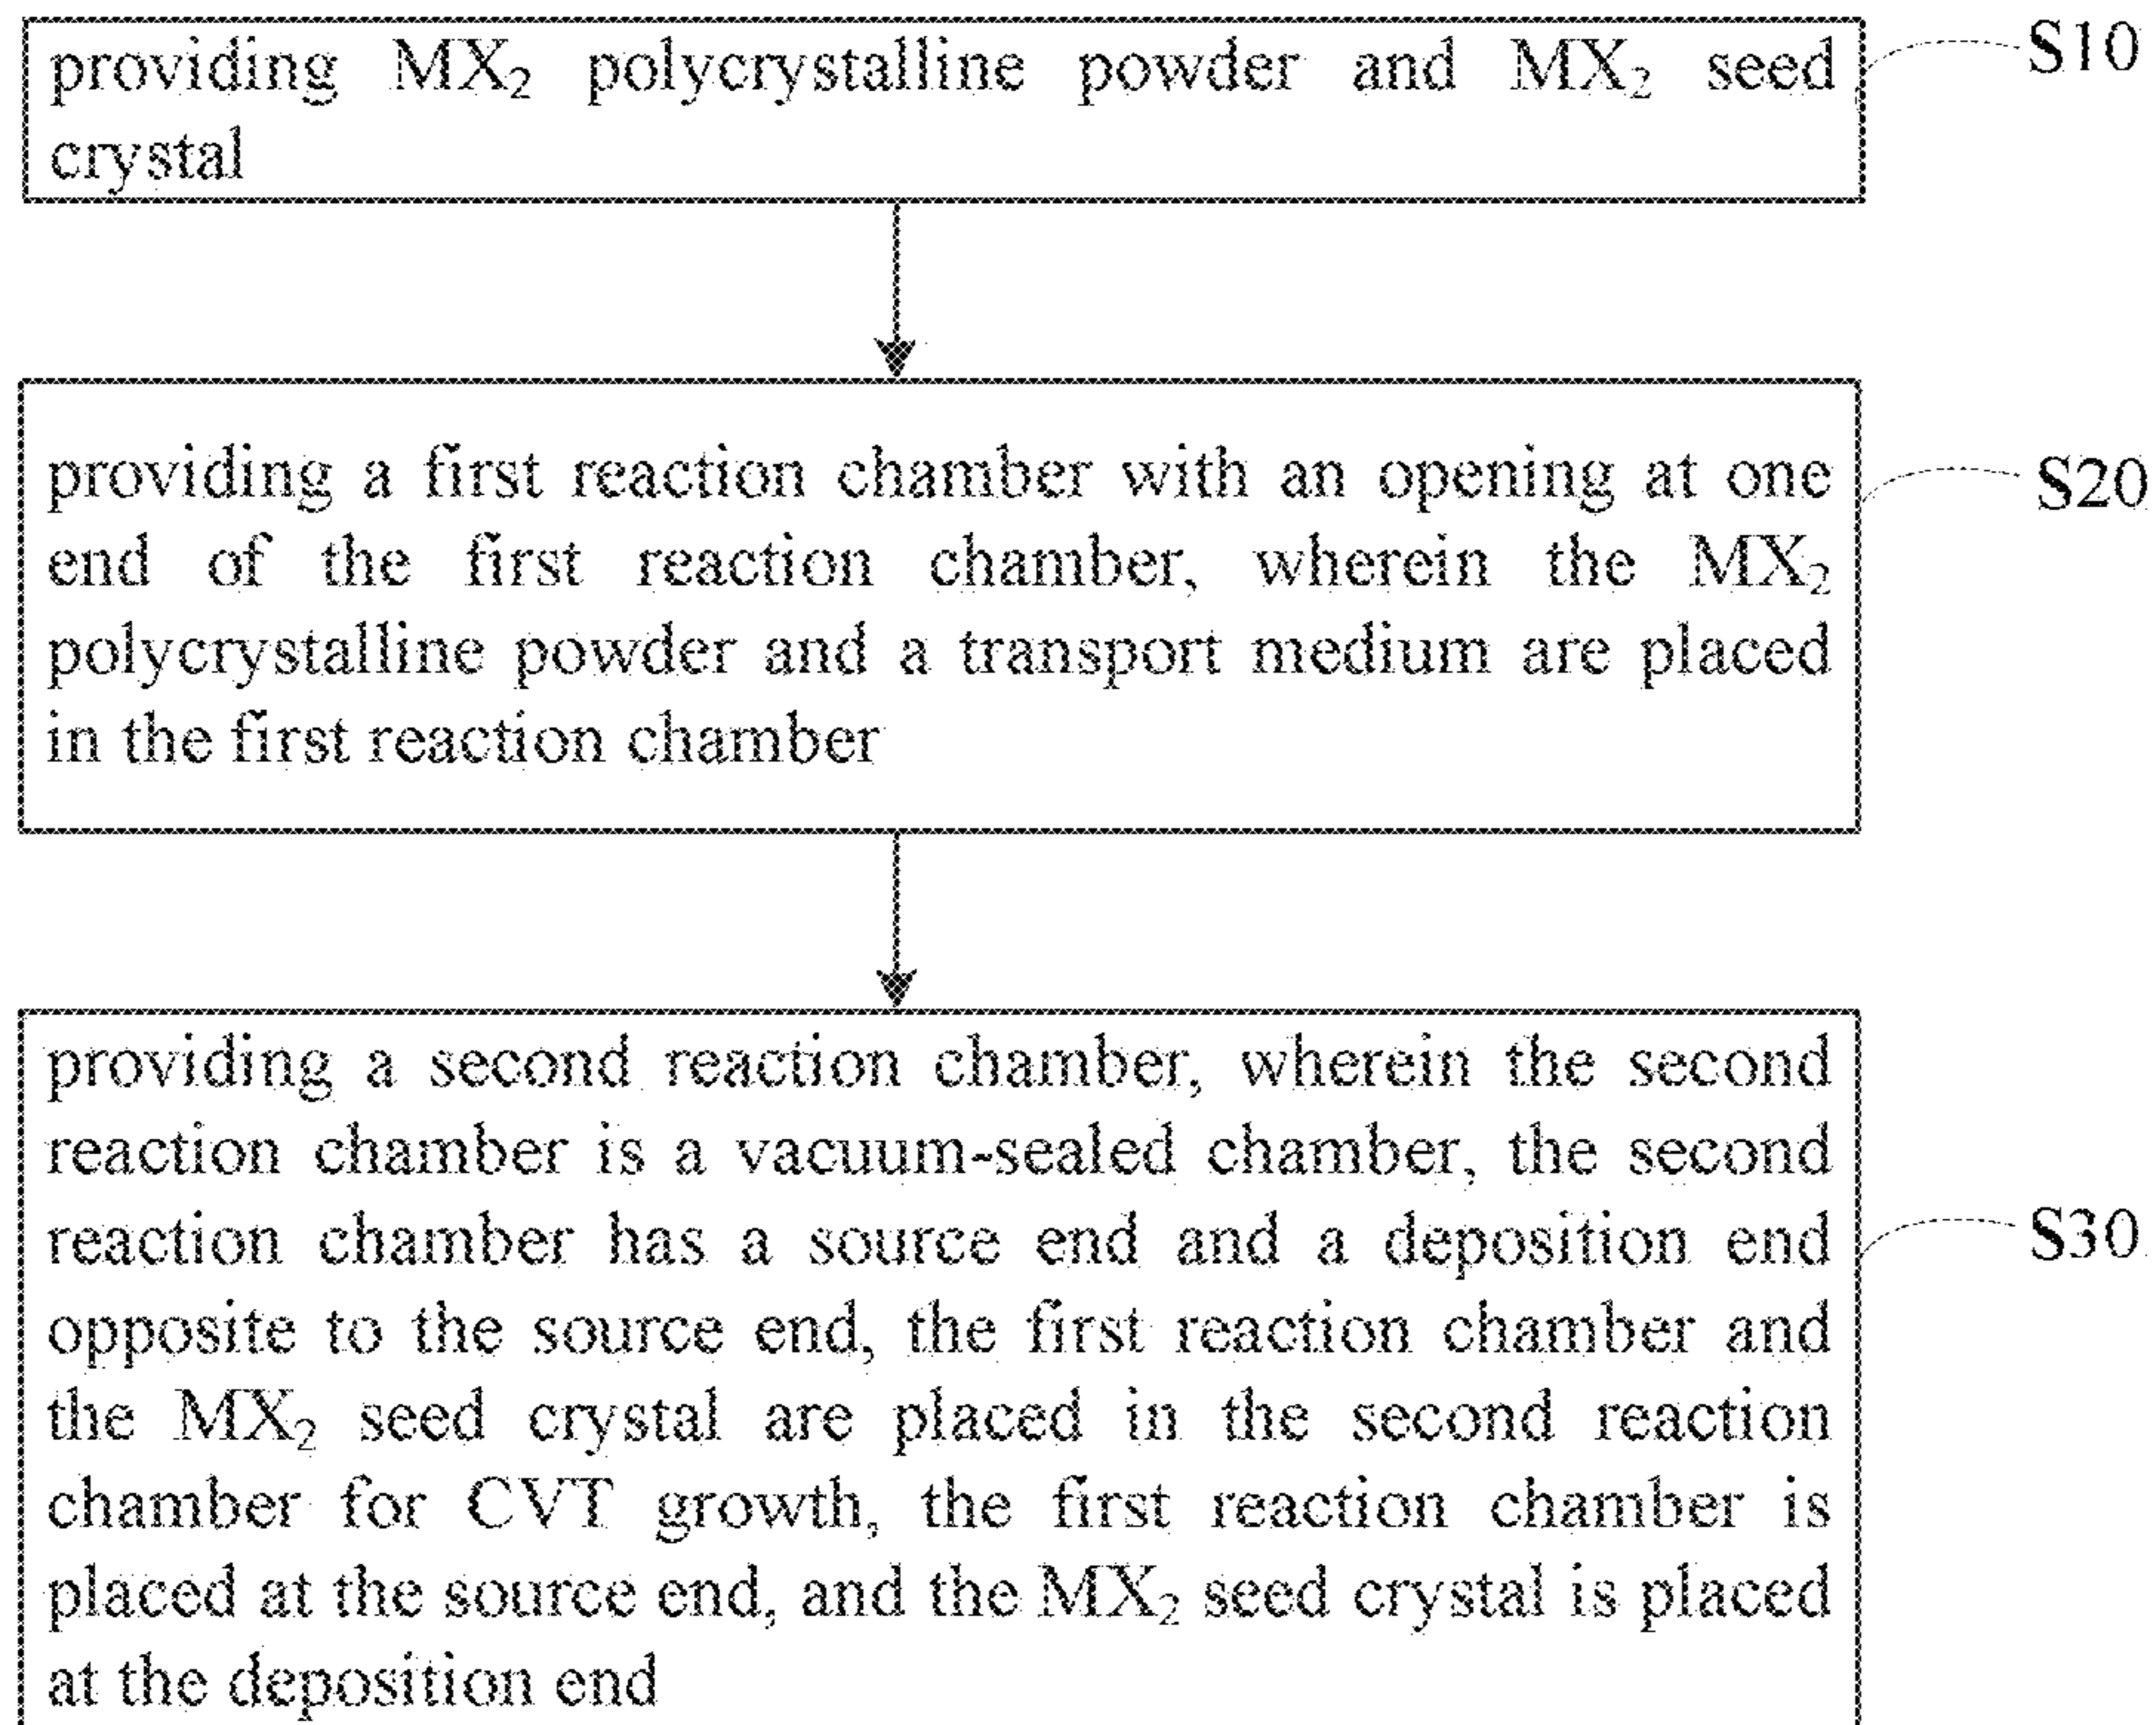 providing MX₂ polycrystalline powder and MX₂ seed
crystal
S10
providing a first reaction chamber with an opening at one
end of the first reaction chamber, wherein the MX₂
polycrystalline powder and a transport medium are placed
in the first reaction chamber
S20
providing a second reaction chamber, wherein the second
reaction chamber is a vacuum-sealed chamber, the second
reaction chamber has a source end and a deposition end
opposite to the source end, the first reaction chamber and
the MX₂ seed crystal are placed in the second reaction
chamber for CVT growth, the first reaction chamber is
placed at the source end, and the MX₂ seed crystal is placed
at the deposition end
S30